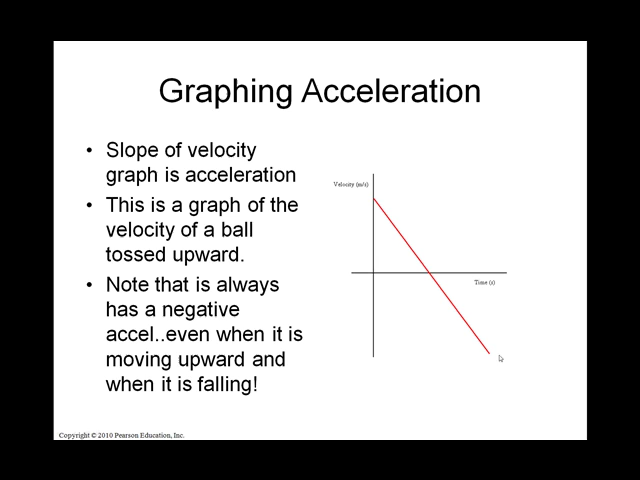 Graphing Acceleration
• Slope of velocity
graph is acceleration
• This is a graph of the
velocity of a ball
tossed upward.
• Note that is always
has a negative
accel..even when it is
moving upward and
when it is falling!
Velocity (m/s)
Time (s)
Copyright © 2010 Pearson Education, Inc.